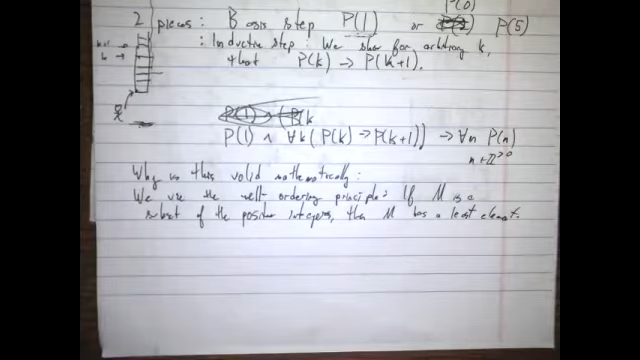 P(0)
2 pieces: Basis step P(1) or P(5)
: Inductive step: We show for arbitrary k,
k+1
k
that P(k) → P(k+1).
P(1) ∧ ∀k(P(k) → P(k+1)) → ∀n P(n)
n ∈ ℤ>0
Why is this valid mathematically:
We use the well-ordering principle: If M is a
subset of the positive integers, then M has a least element.